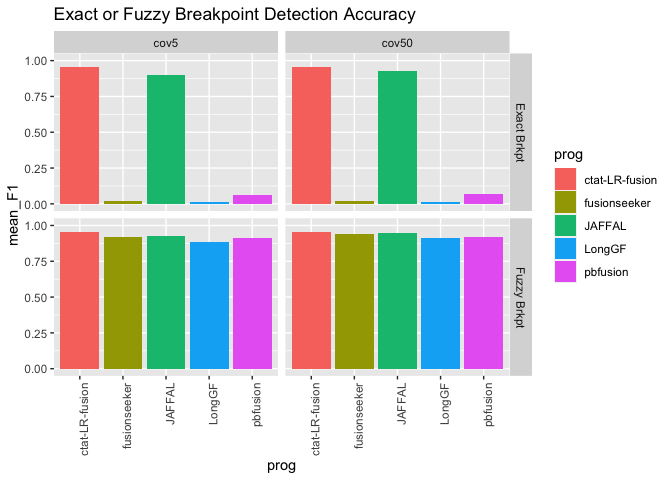 Exact or Fuzzy Breakpoint Detection Accuracy
cov5
cov50
1.00
0.75
0.50
0.25
0.00
Exact Brkpt
1.00
0.75
0.50
0.25
0.00
Fuzzy Brkpt
mean_F1
ctat-LR-fusion
fusionseeker
JAFFAL
LongGF
pbfusion
ctat-LR-fusion
fusionseeker
JAFFAL
LongGF
pbfusion
prog
prog
ctat-LR-fusion
fusionseeker
JAFFAL
LongGF
pbfusion